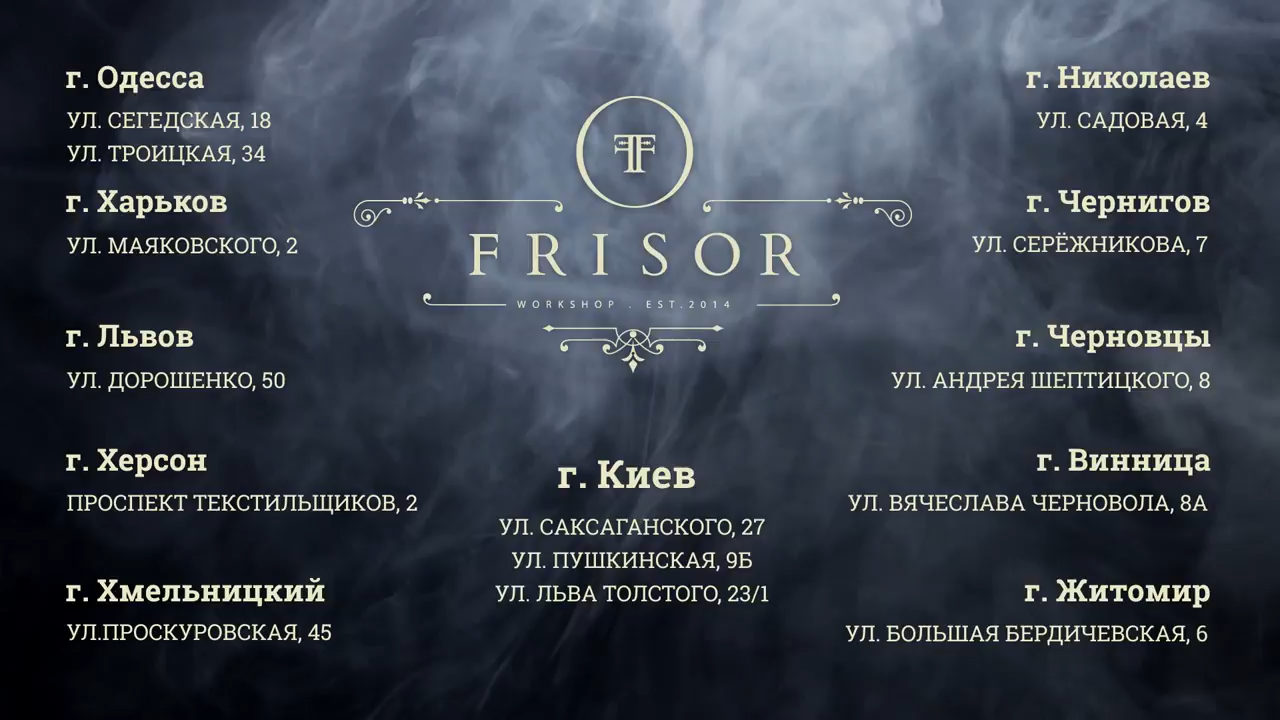 г. Одесса
УЛ. СЕГЕДСКАЯ, 18
УЛ. ТРОИЦКАЯ, 34
г. Харьков
УЛ. МАЯКОВСКОГО, 2
г. Львов
УЛ. ДОРОШЕНКО, 50
г. Херсон
ПРОСПЕКТ ТЕКСТИЛЬЩИКОВ, 2
г. Хмельницкий
УЛ.ПРОСКУРОВСКАЯ, 45
FRISOR
WORKSHOP . EST.2014
г. Киев
УЛ. САКСАГАНСКОГО, 27
УЛ. ПУШКИНСКАЯ, 9Б
УЛ. ЛЬВА ТОЛСТОГО, 23/1
г. Николаев
УЛ. САДОВАЯ, 4
г. Чернигов
УЛ. СЕРЁЖНИКОВА, 7
г. Черновцы
УЛ. АНДРЕЯ ШЕПТИЦКОГО, 8
г. Винница
УЛ. ВЯЧЕСЛАВА ЧЕРНОВОЛА, 8А
г. Житомир
УЛ. БОЛЬШАЯ БЕРДИЧЕВСКАЯ, 6